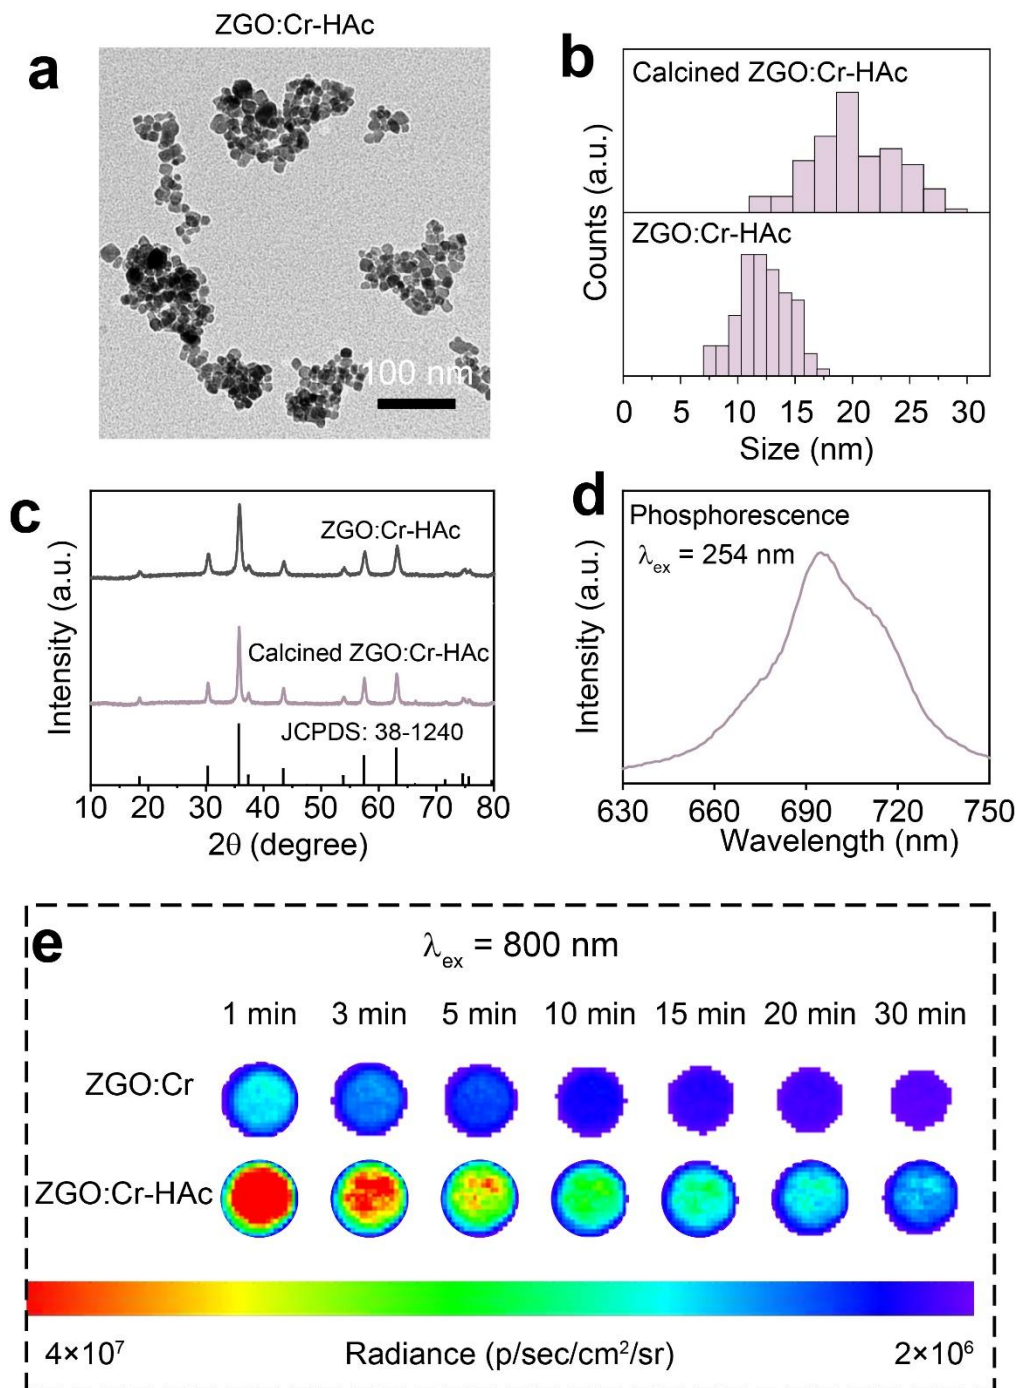 ZGO:Cr-HAc
a
100 nm
b
Calcined ZGO:Cr-HAc
ZGO:Cr-HAc
Counts (a.u.)
0 5 10 15 20 25 30
Size (nm)
c
ZGO:Cr-HAc
Calcined ZGO:Cr-HAc
JCPDS: 38-1240
Intensity (a.u.)
10 20 30 40 50 60 70 80
2θ (degree)
d
Phosphorescence
λex = 254 nm
Intensity (a.u.)
630 660 690 720 750
Wavelength (nm)
e
λex = 800 nm
1 min 3 min 5 min 10 min 15 min 20 min 30 min
ZGO:Cr
ZGO:Cr-HAc
4×10⁷ Radiance (p/sec/cm²/sr) 2×10⁶